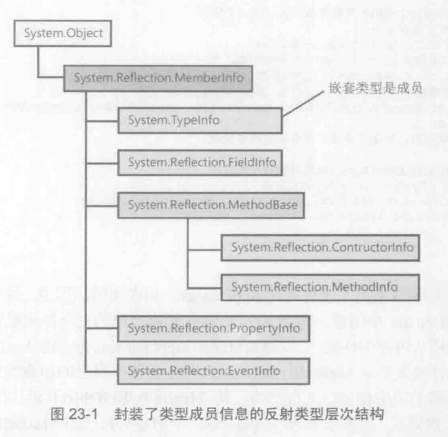 System.Object
System.Reflection.MemberInfo
嵌套类型是成员
System.TypeInfo
System.Reflection.FieldInfo
System.Reflection.MethodBase
System.Reflection.ContructorInfo
System.Reflection.MethodInfo
System.Reflection.PropertyInfo
System.Reflection.EventInfo
图 23-1 封装了类型成员信息的反射类型层次结构